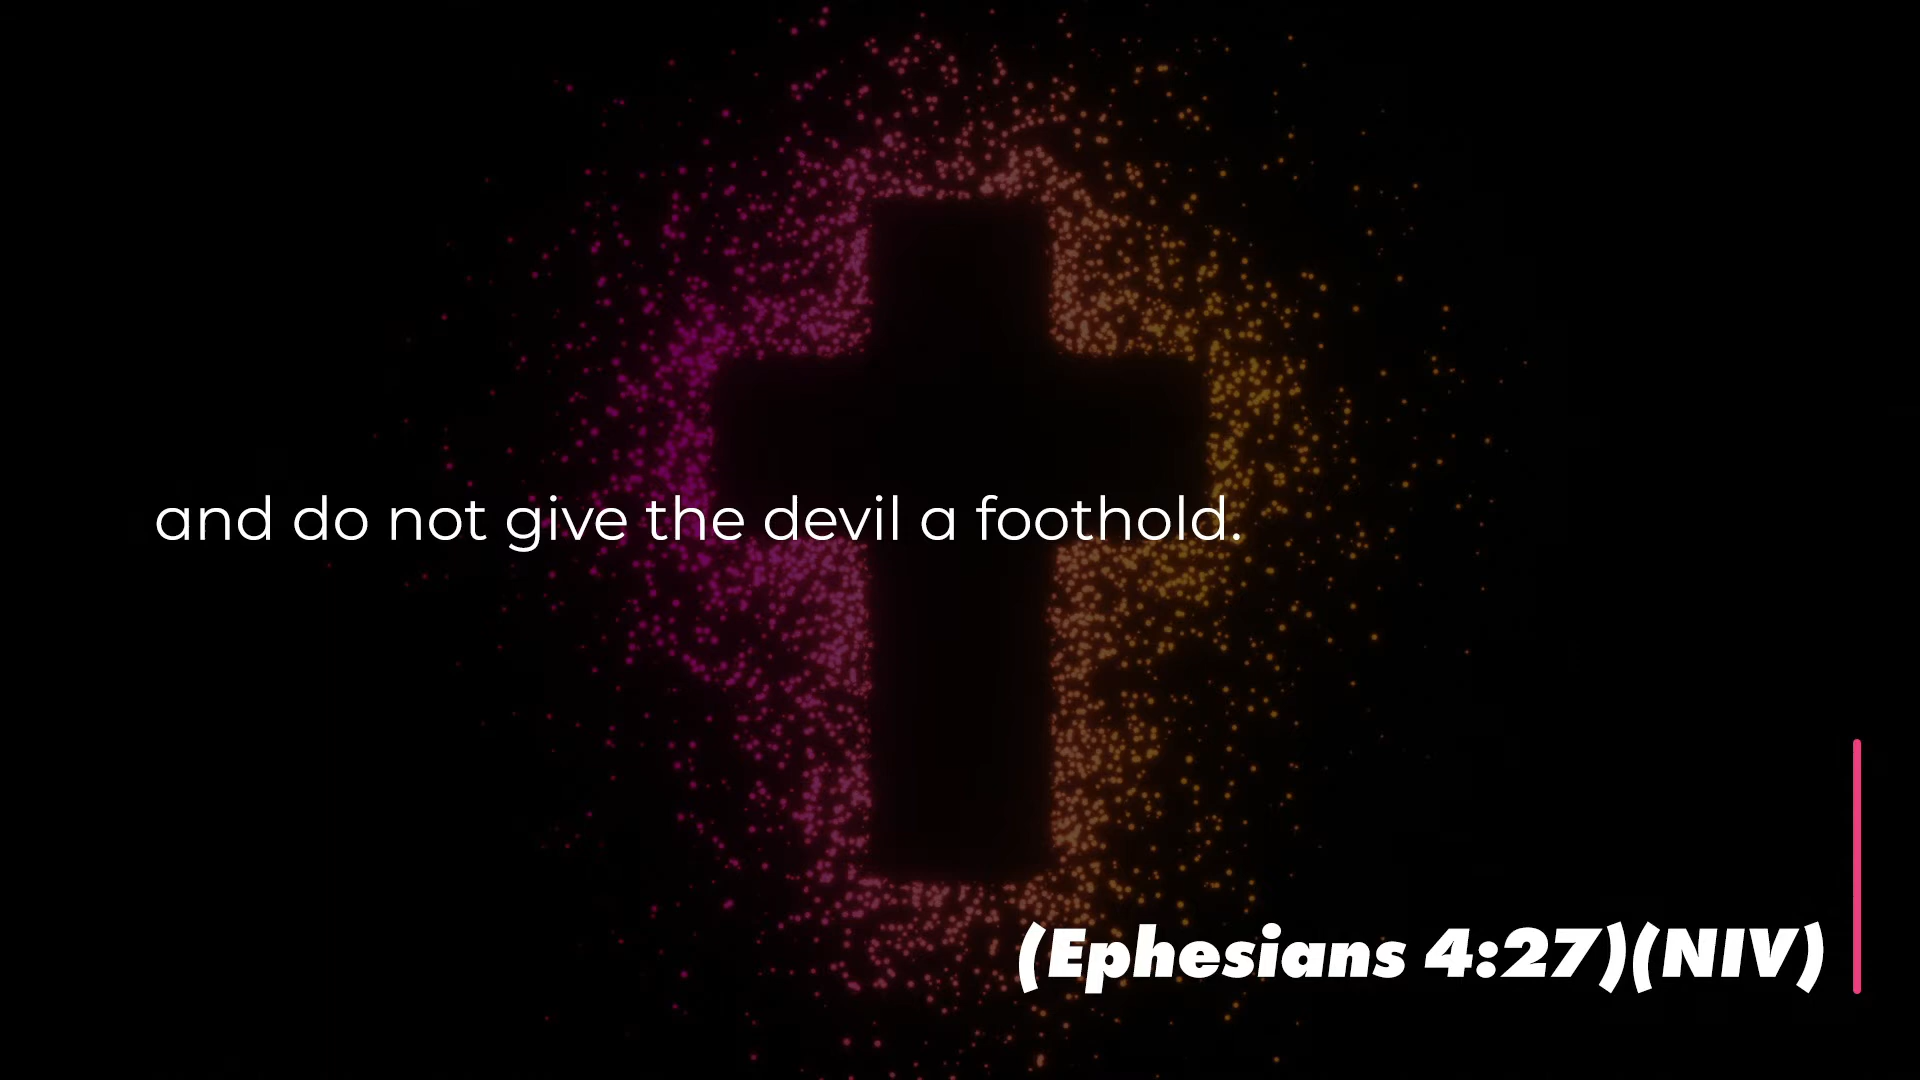 and do not give the devil a foothold.
(Ephesians 4:27)(NIV)